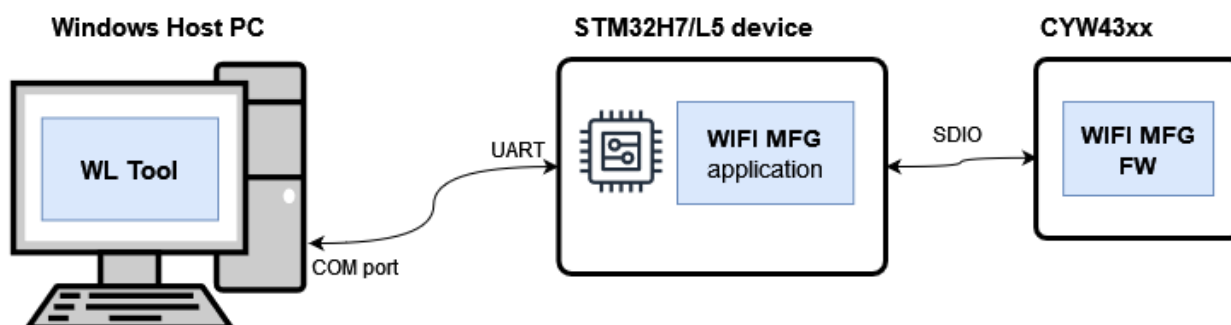 Windows Host PC
STM32H7/L5 device
CYW43xx
WL Tool
UART
COM port
WIFI MFG
application
SDIO
WIFI MFG
FW